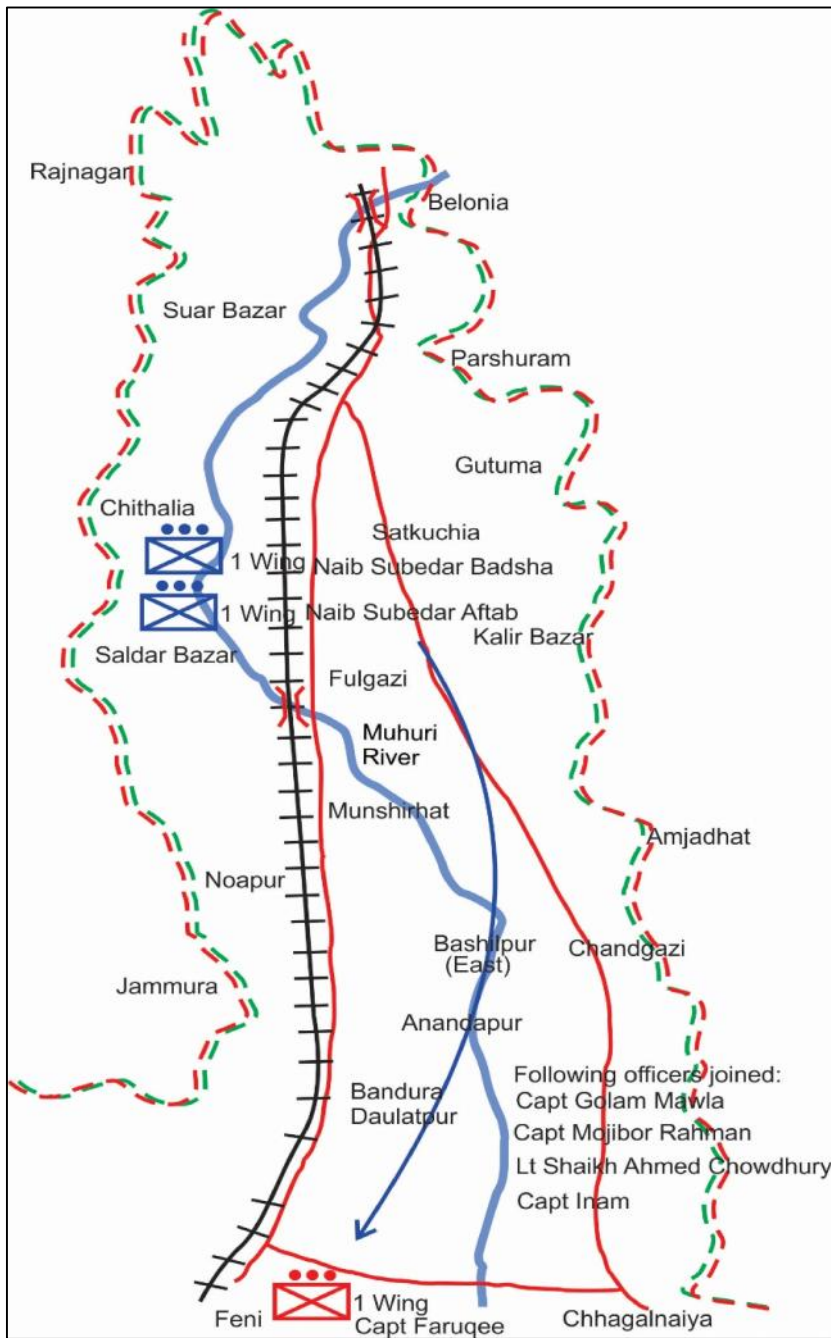 Rajnagar
Belonia
Suar Bazar
Parshuram
Gutuma
Chithalia
Satkuchia
1 Wing Naib Subedar Badsha
1 Wing Naib Subedar Aftab
Kalir Bazar
Saldar Bazar
Fulgazi
Muhuri
River
Munshirhat
Amjadhat
Noapur
Bashilpur
(East)
Chandgazi
Jammura
Anandapur
Following officers joined:
Capt Golam Mawla
Bandura
Daulatpur
Capt Mojibor Rahman
Lt Shaikh Ahmed Chowdhury
Capt Inam
Feni
1 Wing
Capt Faruqee
Chhagalnaiya